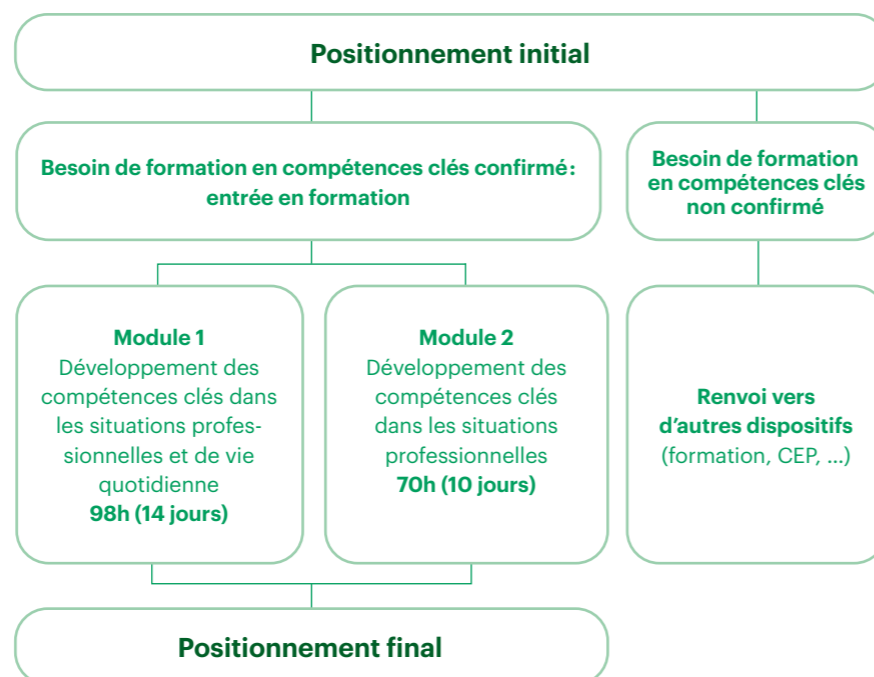 Positionnement initial
Besoin de formation en compétences clés confirmé :
entrée en formation
Besoin de formation
en compétences clés
non confirmé
Module 1
Développement des
compétences clés dans
les situations profes-
sionnelles et de vie
quotidienne
98h (14 jours)
Module 2
Développement des
compétences clés
dans les situations
professionnelles
70h (10 jours)
Renvoi vers
d’autres dispositifs
(formation, CEP, ...)
Positionnement final